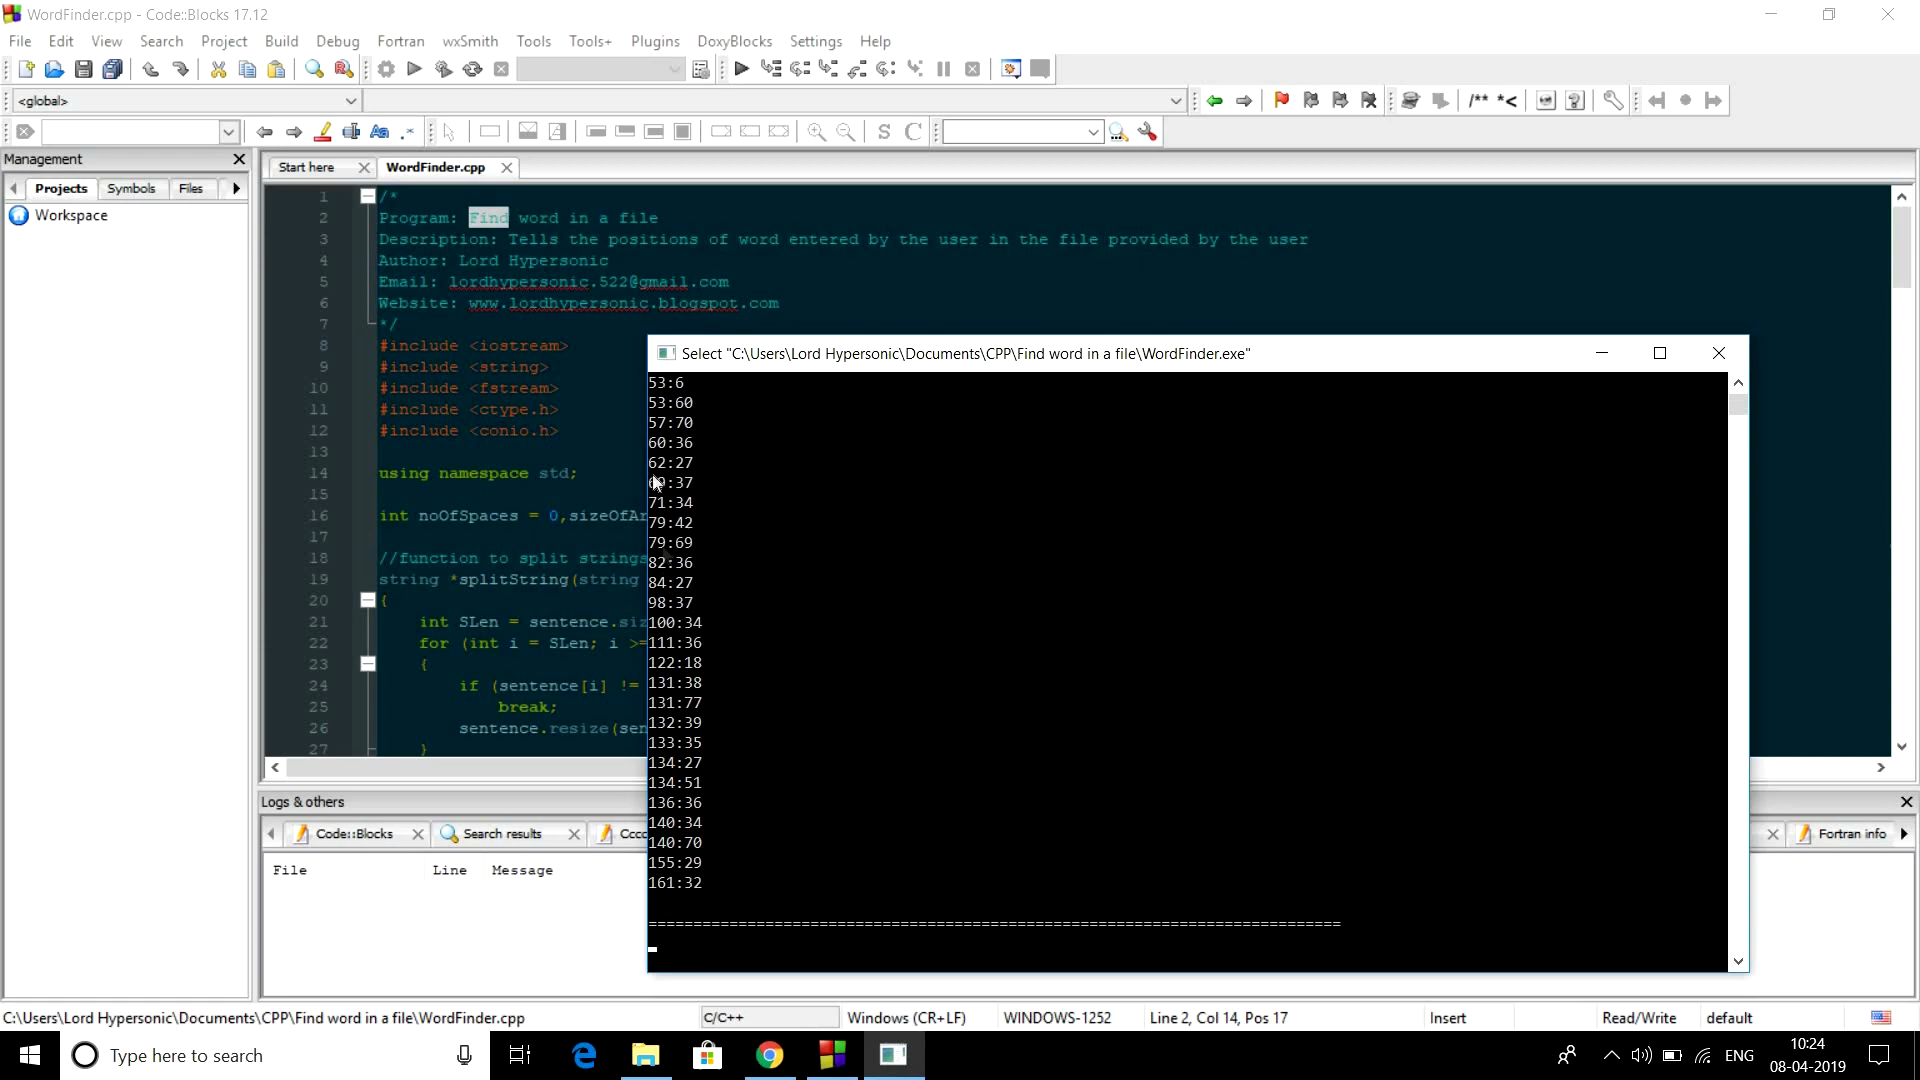 WordFinder.cpp - Code::Blocks 17.12
File Edit View Search Project Build Debug Fortran wxSmith Tools Tools+ Plugins DoxyBlocks Settings Help
<global>
/** *<
Management
Start here WordFinder.cpp
Projects Symbols Files
Workspace
1 /*
2 Program: Find word in a file
3 Description: Tells the positions of word entered by the user in the file provided by the user
4 Author: Lord Hypersonic
5 Email: lordhypersonic.522@gmail.com
6 Website: www.lordhypersonic.blogspot.com
7 */
8 #include <iostream>
9 #include <string>
10 #include <fstream>
11 #include <ctype.h>
12 #include <conio.h>
13
14 using namespace std;
15
16 int noOfSpaces = 0,sizeOfAr
17
18 //function to split strings
19 string *splitString(string
20 {
21 int SLen = sentence.siz
22 for (int i = SLen; i >=
23 {
24 if (sentence[i] !=
25 break;
26 sentence.resize(sen
27 }
Select "C:\Users\Lord Hypersonic\Documents\CPP\Find word in a file\WordFinder.exe"
53:6
53:60
57:70
60:36
62:27
:37
71:34
79:42
79:69
82:36
84:27
98:37
100:34
111:36
122:18
131:38
131:77
132:39
133:35
134:27
134:51
136:36
140:34
140:70
155:29
161:32
=============================================================================
Logs & others
Code::Blocks Search results Cccc Fortran info
File Line Message
C:\Users\Lord Hypersonic\Documents\CPP\Find word in a file\WordFinder.cpp C/C++ Windows (CR+LF) WINDOWS-1252 Line 2, Col 14, Pos 17 Insert Read/Write default
Type here to search
ENG
10:24
08-04-2019